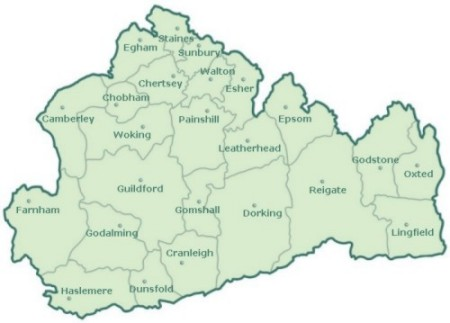 Staines
Egham
Sunbury
Walton
Chertsey
Esher
Chobham
Camberley
Painshill
Epsom
Woking
Leatherhead
Godstone
Oxted
Guildford
Reigate
Farnham
Gomshall
Dorking
Godalming
Lingfield
Cranleigh
Haslemere
Dunsfold